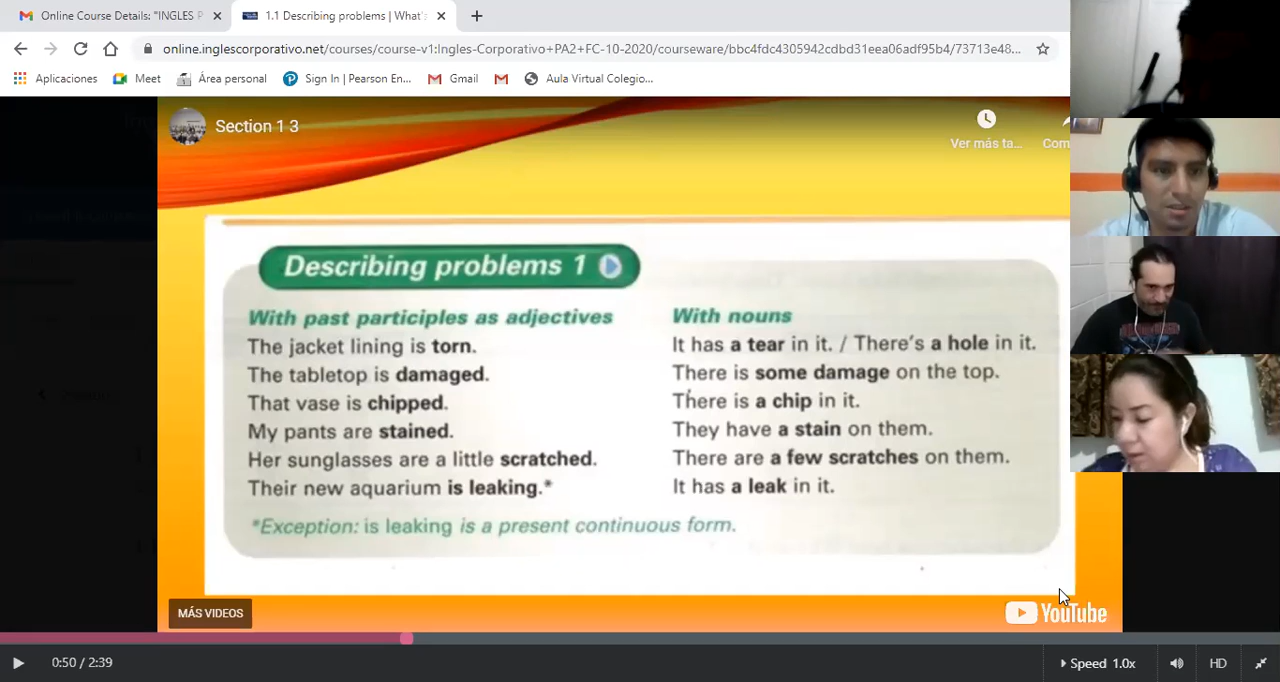 Online Course Details: "INGLES P
1.1 Describing problems | What's
online.inglescorporativo.net/courses/course-v1:Ingles-Corporativo+PA2+FC-10-2020/courseware/bbc4fdc4305942cdbd31eea06adf95b4/73713e48...
Aplicaciones Meet Área personal Sign In | Pearson En... Gmail Aula Virtual Colegio...
Section 1 3
Ver más ta... Com
Describing problems 1
With past participles as adjectives
The jacket lining is torn.
The tabletop is damaged.
That vase is chipped.
My pants are stained.
Her sunglasses are a little scratched.
Their new aquarium is leaking.*
*Exception: is leaking is a present continuous form.
With nouns
It has a tear in it. / There's a hole in it.
There is some damage on the top.
There is a chip in it.
They have a stain on them.
There are a few scratches on them.
It has a leak in it.
MÁS VIDEOS
YouTube
0:50 / 2:39
Speed 1.0x
HD